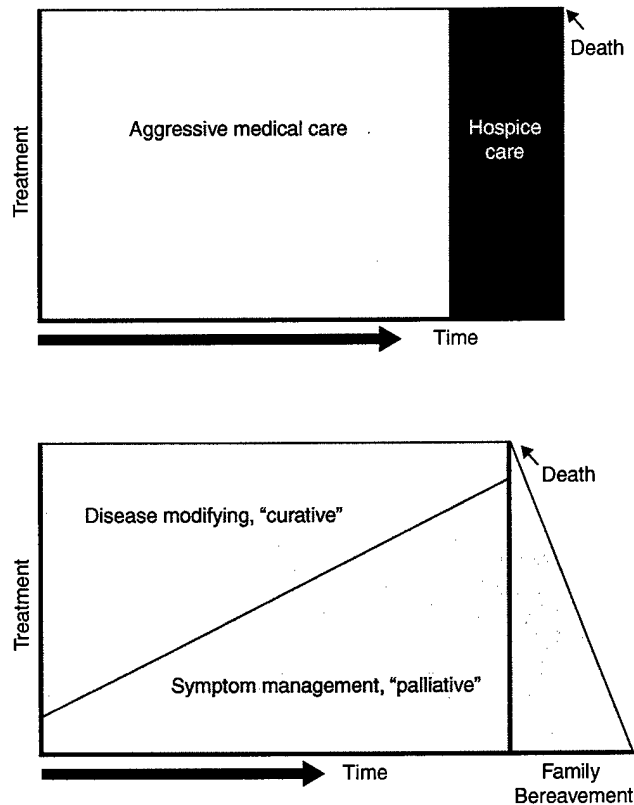 Death
Aggressive medical care
Hospice
care
Treatment
Time
Death
Disease modifying, “curative”
Treatment
Symptom management, “palliative”
Time
Family
Bereavement